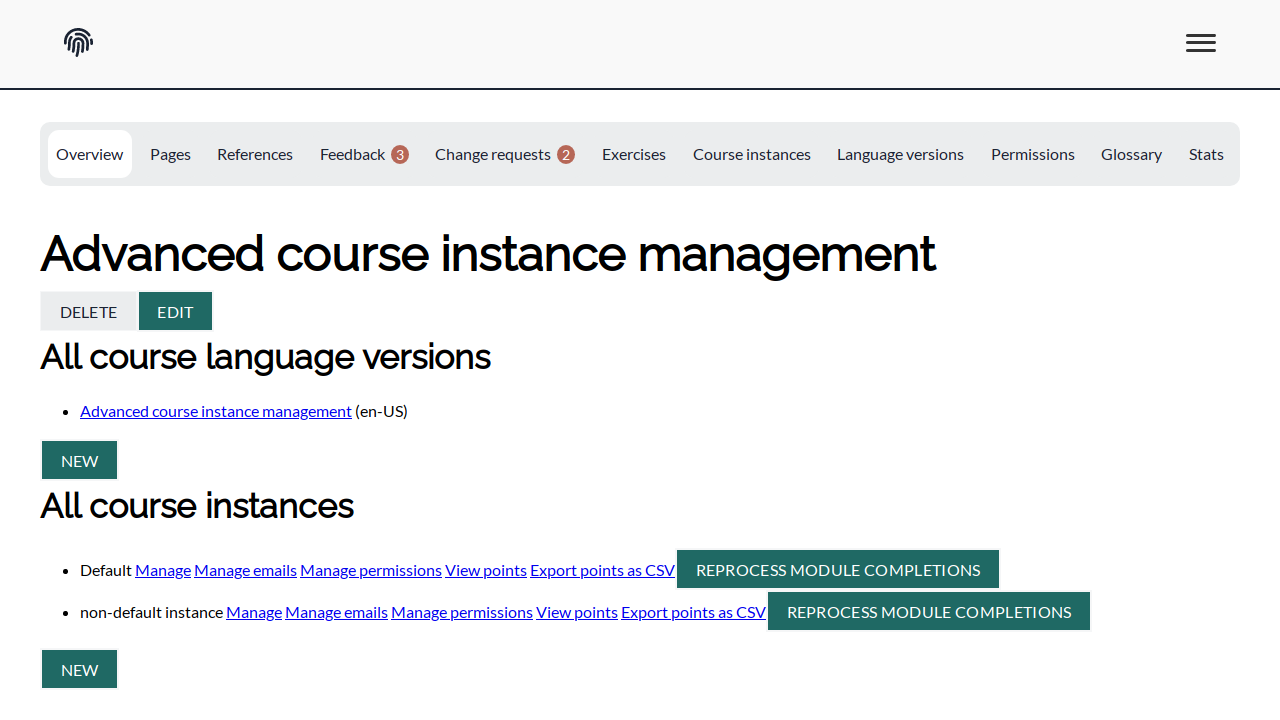 Overview Pages References Feedback 3 Change requests 2 Exercises Course instances Language versions Permissions Glossary Stats
Advanced course instance management
DELETE EDIT
All course language versions
Advanced course instance management (en-US)
NEW
All course instances
Default Manage Manage emails Manage permissions View points Export points as CSV REPROCESS MODULE COMPLETIONS
non-default instance Manage Manage emails Manage permissions View points Export points as CSV REPROCESS MODULE COMPLETIONS
NEW